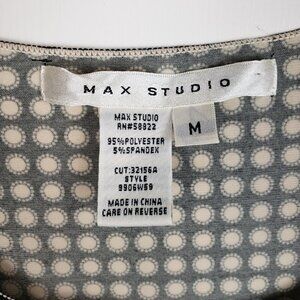 MAX STUDIO
M
MAX STUDIO
RN#58822
95%POLYESTER
5%SPANDEX
CUT:32156A
STYLE
9906W59
MADE IN CHINA
CARE ON REVERSE